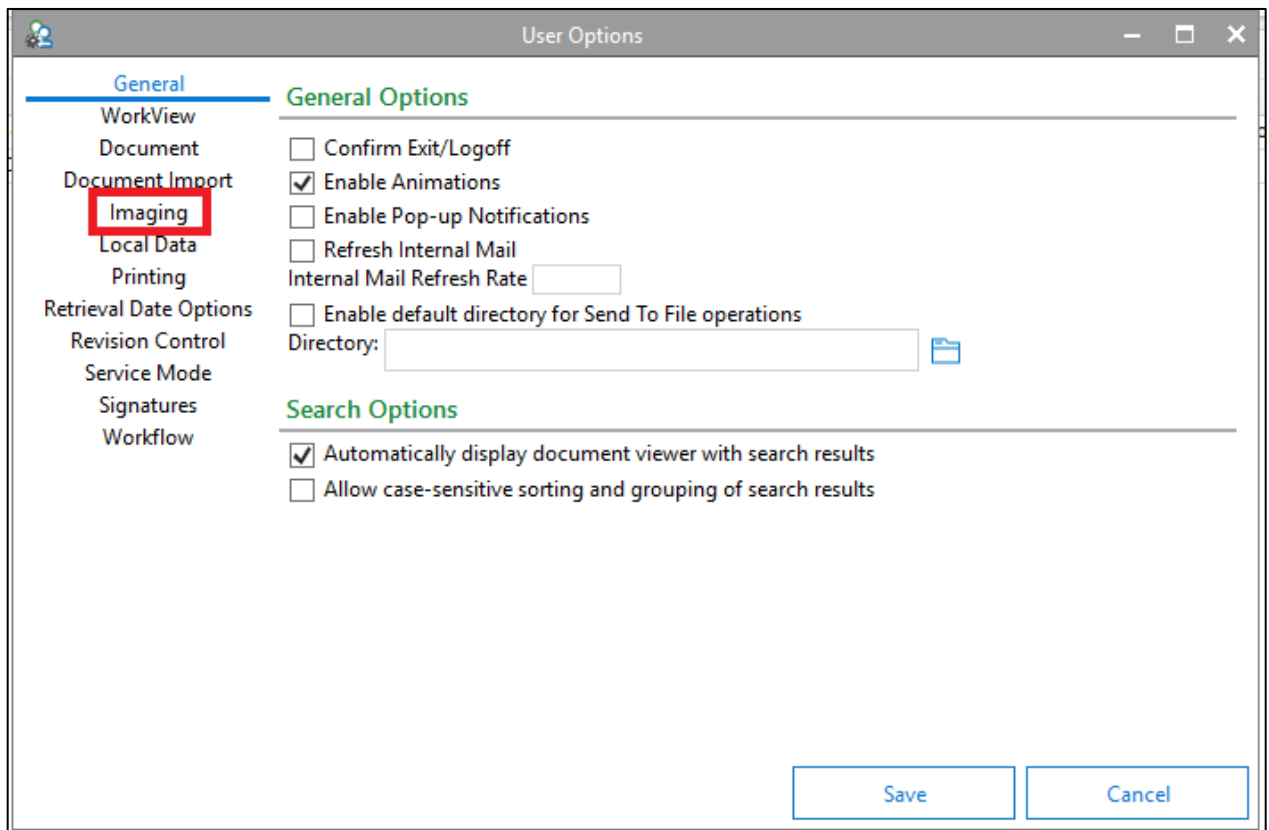 User Options
General
WorkView
Document
Document Import
Imaging
Local Data
Printing
Retrieval Date Options
Revision Control
Service Mode
Signatures
Workflow
General Options
Confirm Exit/Logoff
Enable Animations
Enable Pop-up Notifications
Refresh Internal Mail
Internal Mail Refresh Rate
Enable default directory for Send To File operations
Directory:
Search Options
Automatically display document viewer with search results
Allow case-sensitive sorting and grouping of search results
Save
Cancel